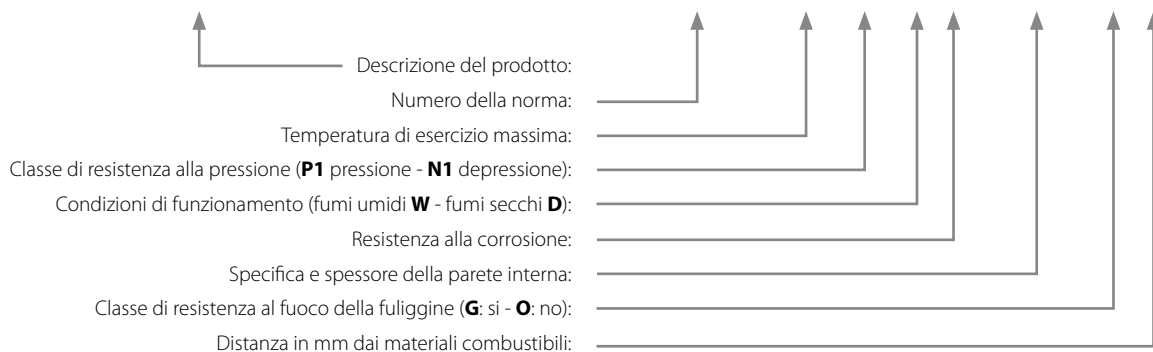 Descrizione del prodotto:
Numero della norma:
Temperatura di esercizio massima:
Classe di resistenza alla pressione (P1 pressione - N1 depressione):
Condizioni di funzionamento (fumi umidi W - fumi secchi D):
Resistenza alla corrosione:
Specifica e spessore della parete interna:
Classe di resistenza al fuoco della fuliggine (G: si - O: no):
Distanza in mm dai materiali combustibili: